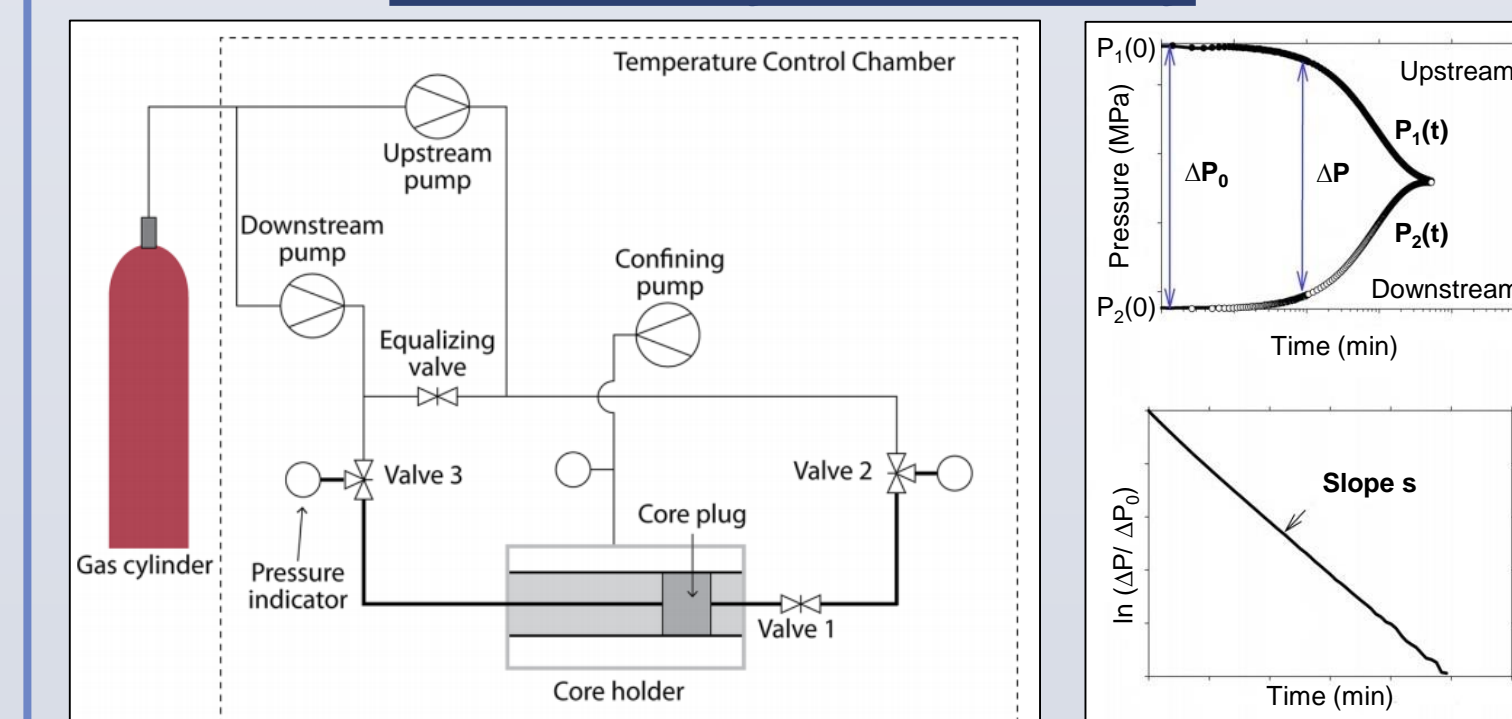 Temperature Control Chamber
Upstream
pump
Downstream
pump
Confining
pump
Equalizing
valve
Valve 3
Valve 2
Core plug
Gas cylinder
Pressure
indicator
Valve 1
Core holder
P₁(0)
Upstream
P₁(t)
ΔP₀
ΔP
Pressure (MPa)
P₂(t)
Downstream
P₂(0)
Time (min)
Slope s
ln (ΔP/ ΔP₀)
Time (min)